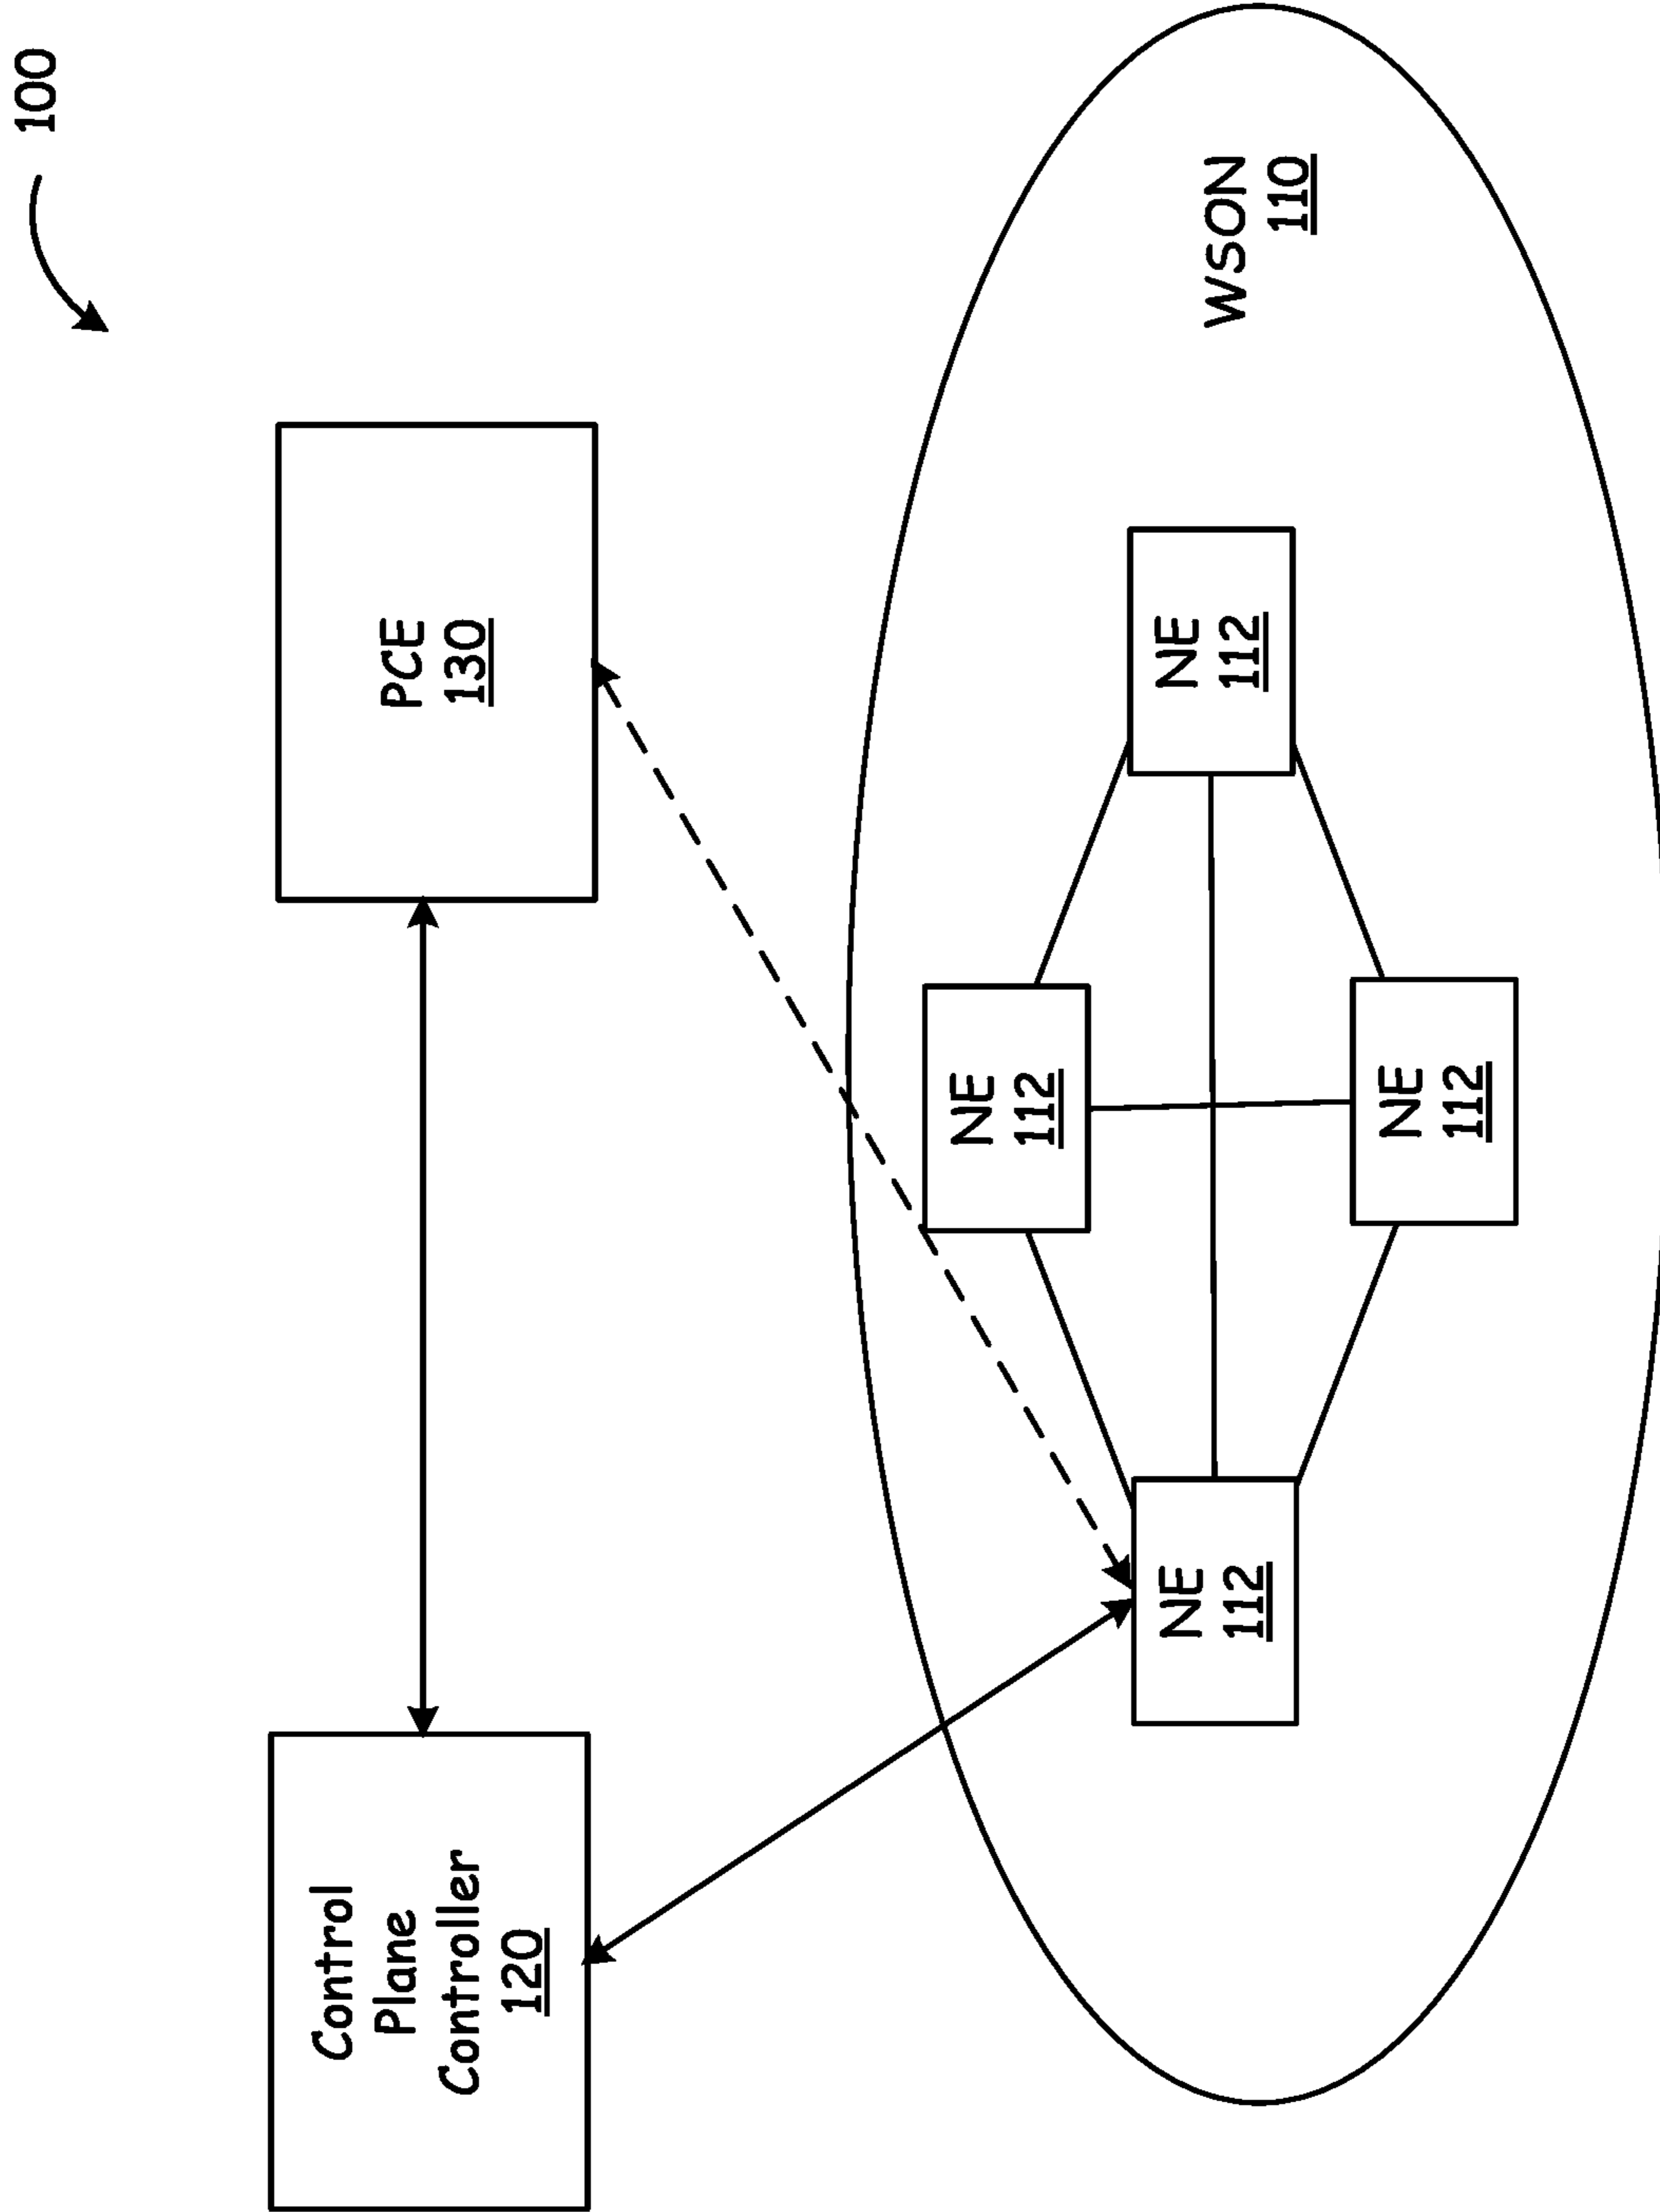 100
Control
Plane
Controller
120
PCE
130
NE
112
NE
112
NE
112
NE
112
WSON
110